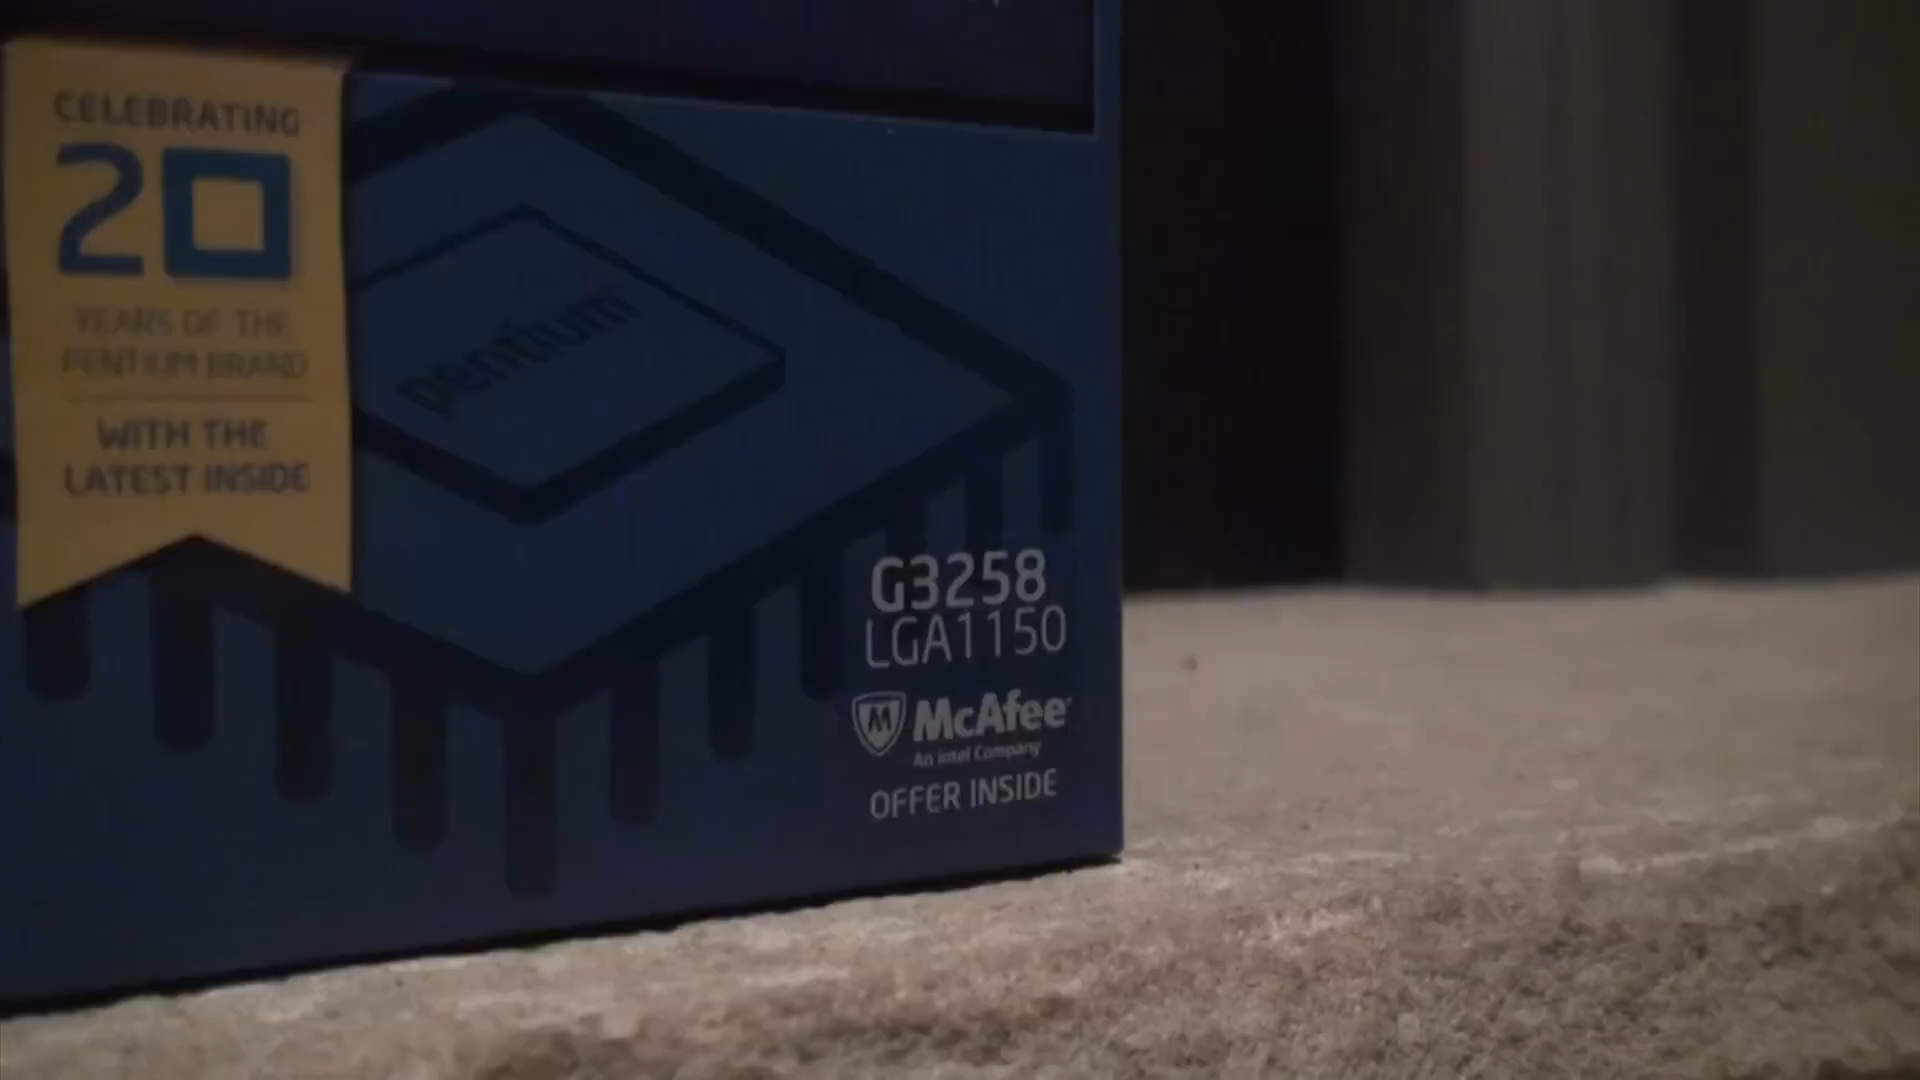 CELEBRATING
20
YEARS OF THE
PENTIUM BRAND
WITH THE
LATEST INSIDE
pentium
G3258
LGA1150
M McAfee
An Intel Company
OFFER INSIDE